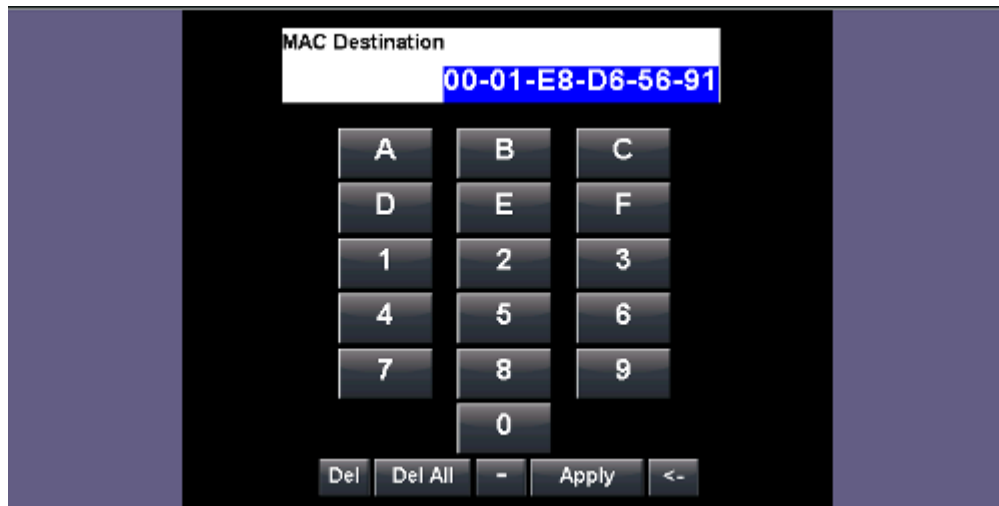 MAC Destination
00-01-E8-D6-56-91
A B C
D E F
1 2 3
4 5 6
7 8 9
0
Del Del All - Apply <-